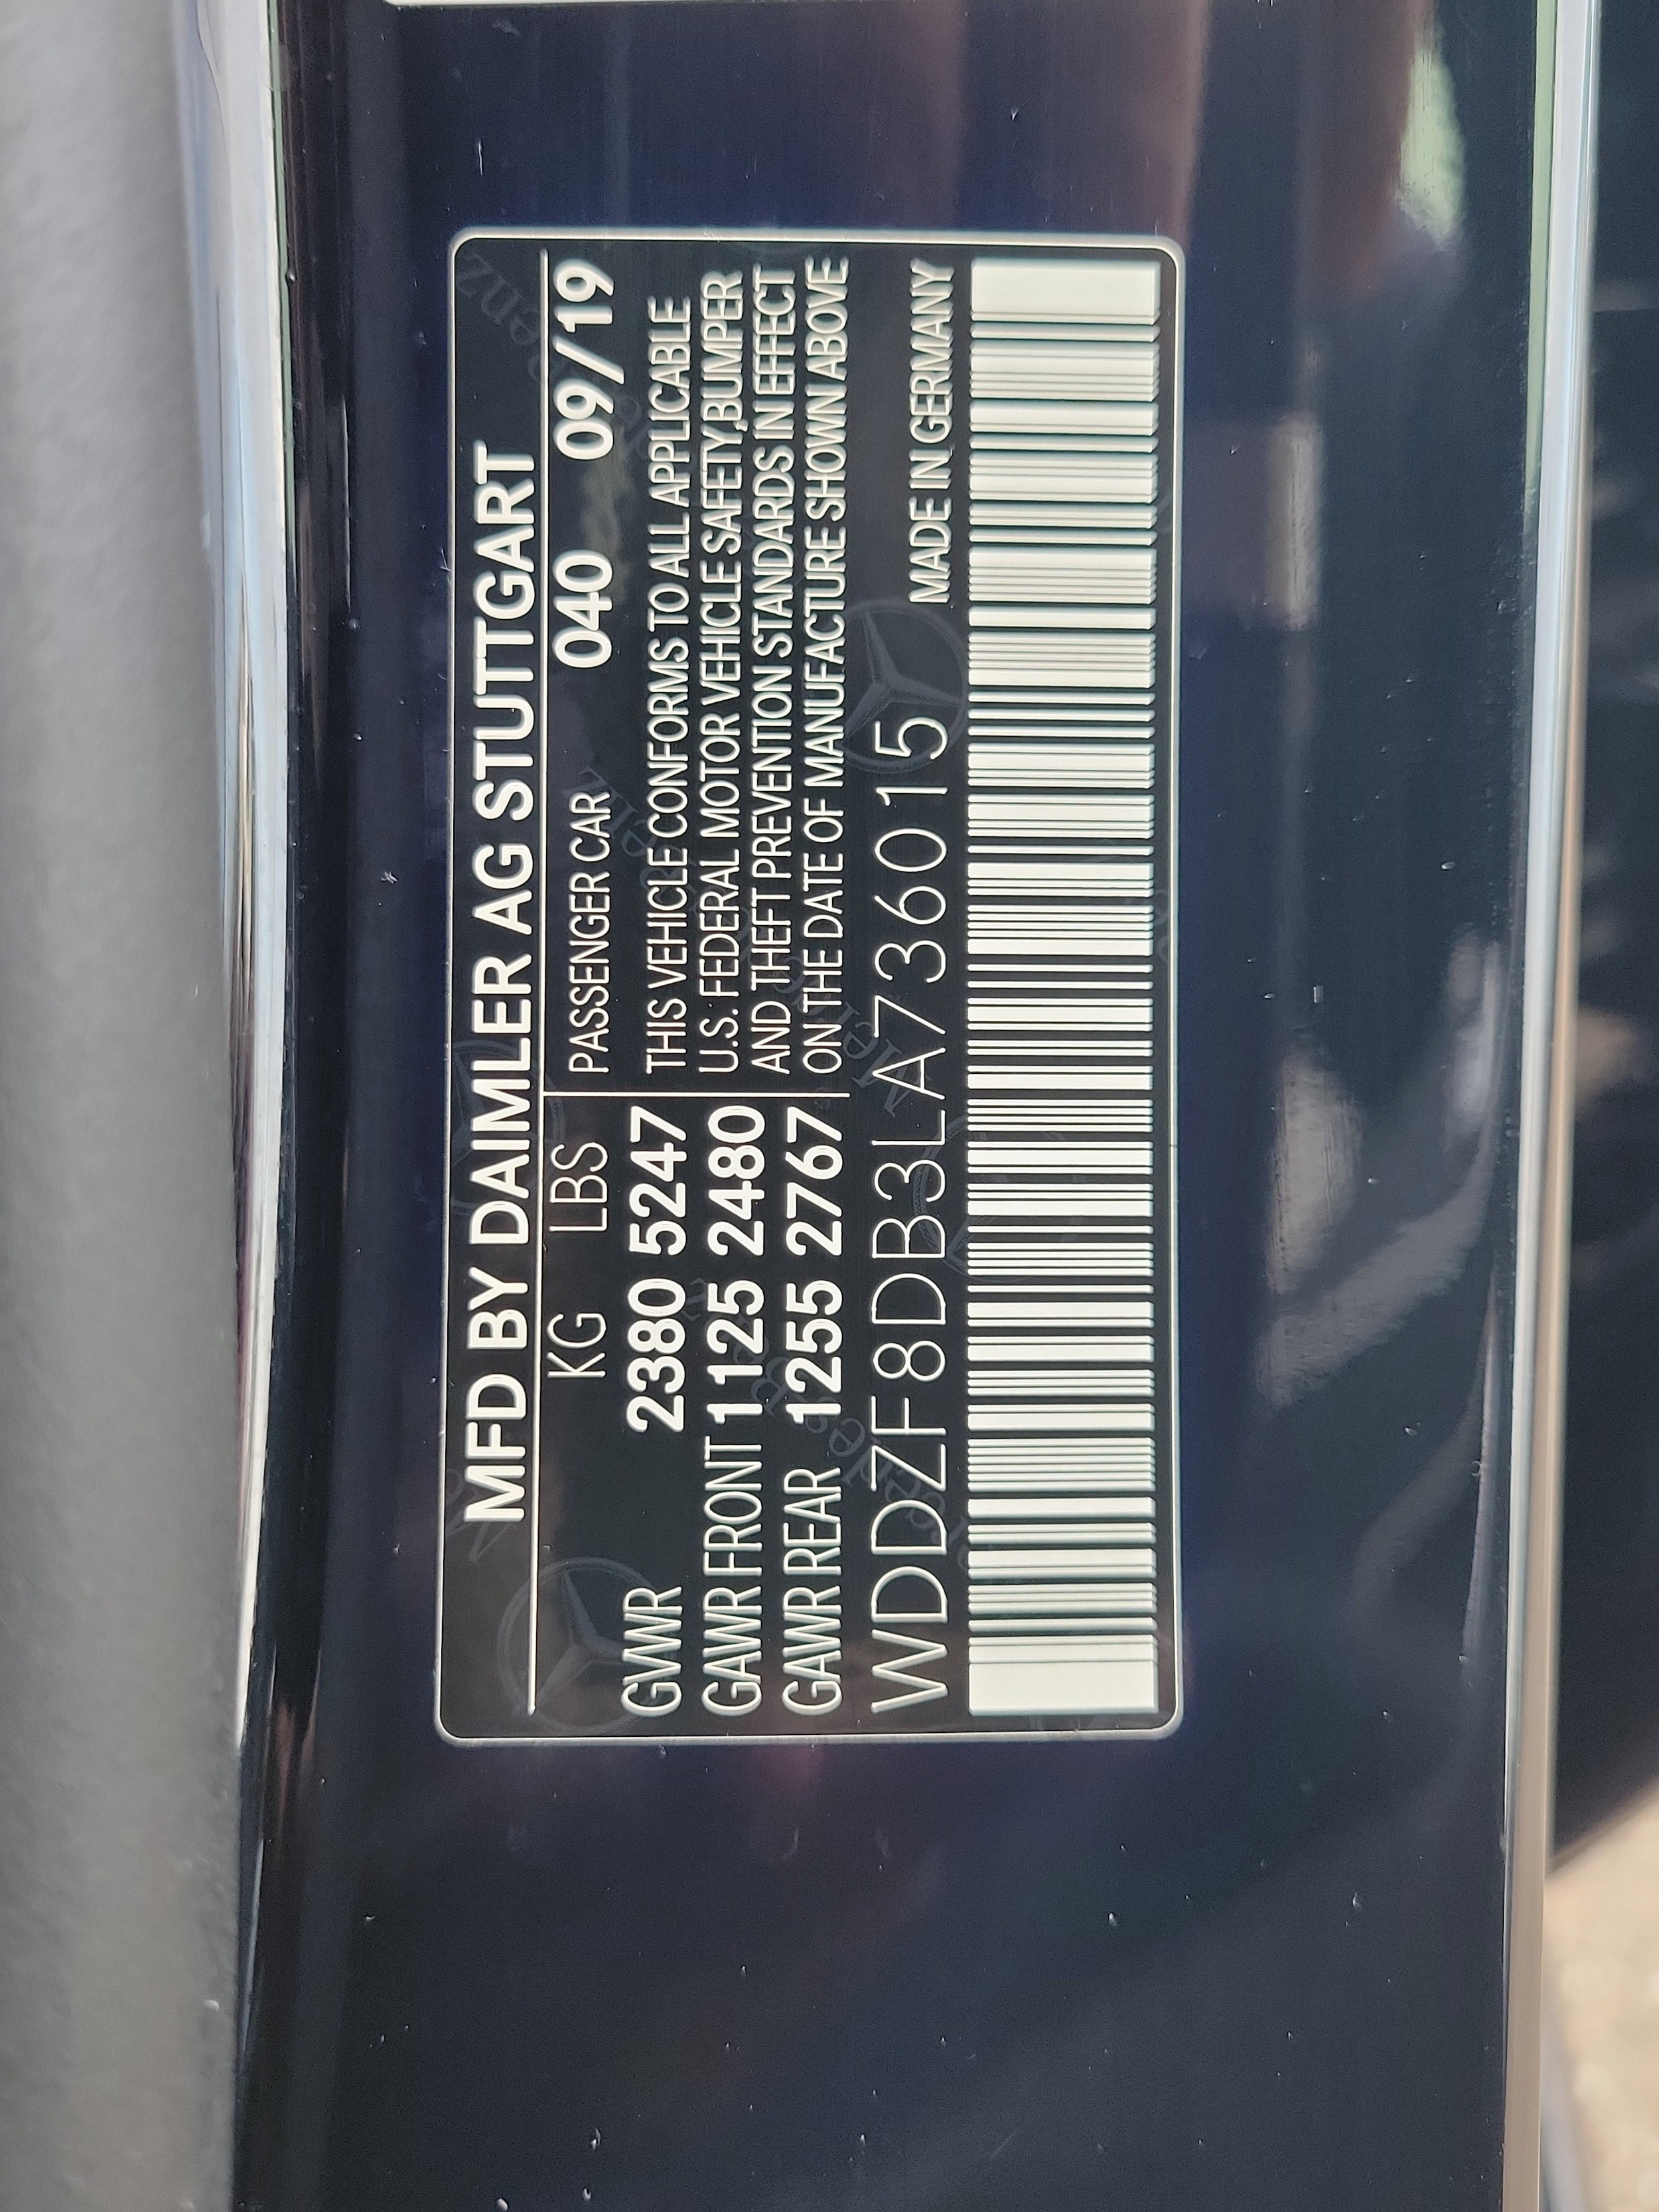 MFD BY DAIMLER AG STUTTGART
KG LBS PASSENGER CAR 040 09/19
GVWR 2380 5247 THIS VEHICLE CONFORMS TO ALL APPLICABLE
GAWR FRONT 1125 2480 U.S. FEDERAL MOTOR VEHICLE SAFETY,BUMPER
AND THEFT PREVENTION STANDARDS IN EFFECT
GAWR REAR 1255 2767 ON THE DATE OF MANUFACTURE SHOWN ABOVE
WDDZF8DB3LA736015 MADE IN GERMANY